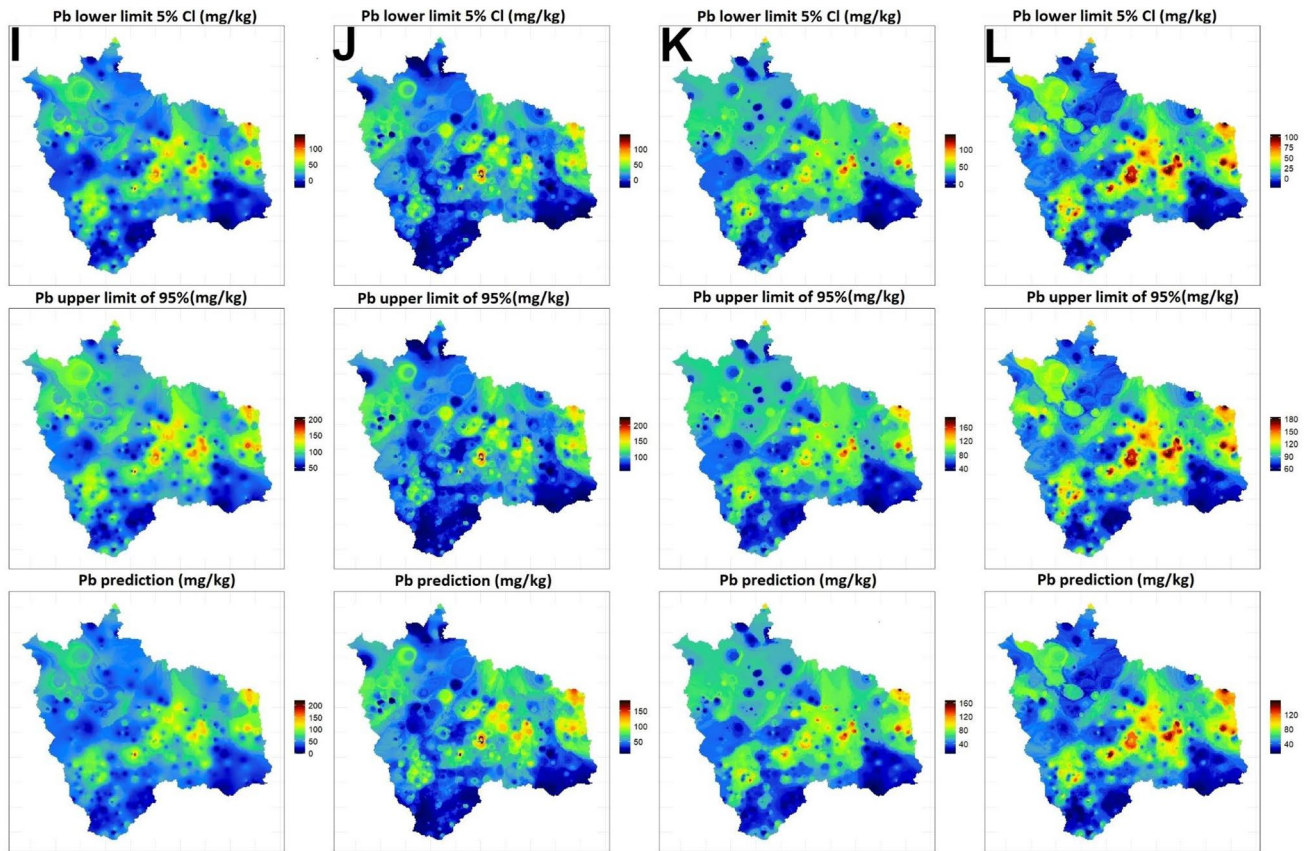 Pb lower limit 5% Cl (mg/kg) Pb lower limit 5% Cl (mg/kg) Pb lower limit 5% Cl (mg/kg) Pb lower limit 5% Cl (mg/kg)
I J K L
100 100 100 100
50 50 50 75
0 0 0 50
25
0
Pb upper limit of 95%(mg/kg) Pb upper limit of 95%(mg/kg) Pb upper limit of 95%(mg/kg) Pb upper limit of 95%(mg/kg)
200 200 160 180
150 100 120 150
100 80 120
50 40 90
60
Pb prediction (mg/kg) Pb prediction (mg/kg) Pb prediction (mg/kg) Pb prediction (mg/kg)
200 150 160 120
150 100 120 80
100 50 80 40
50 40
0